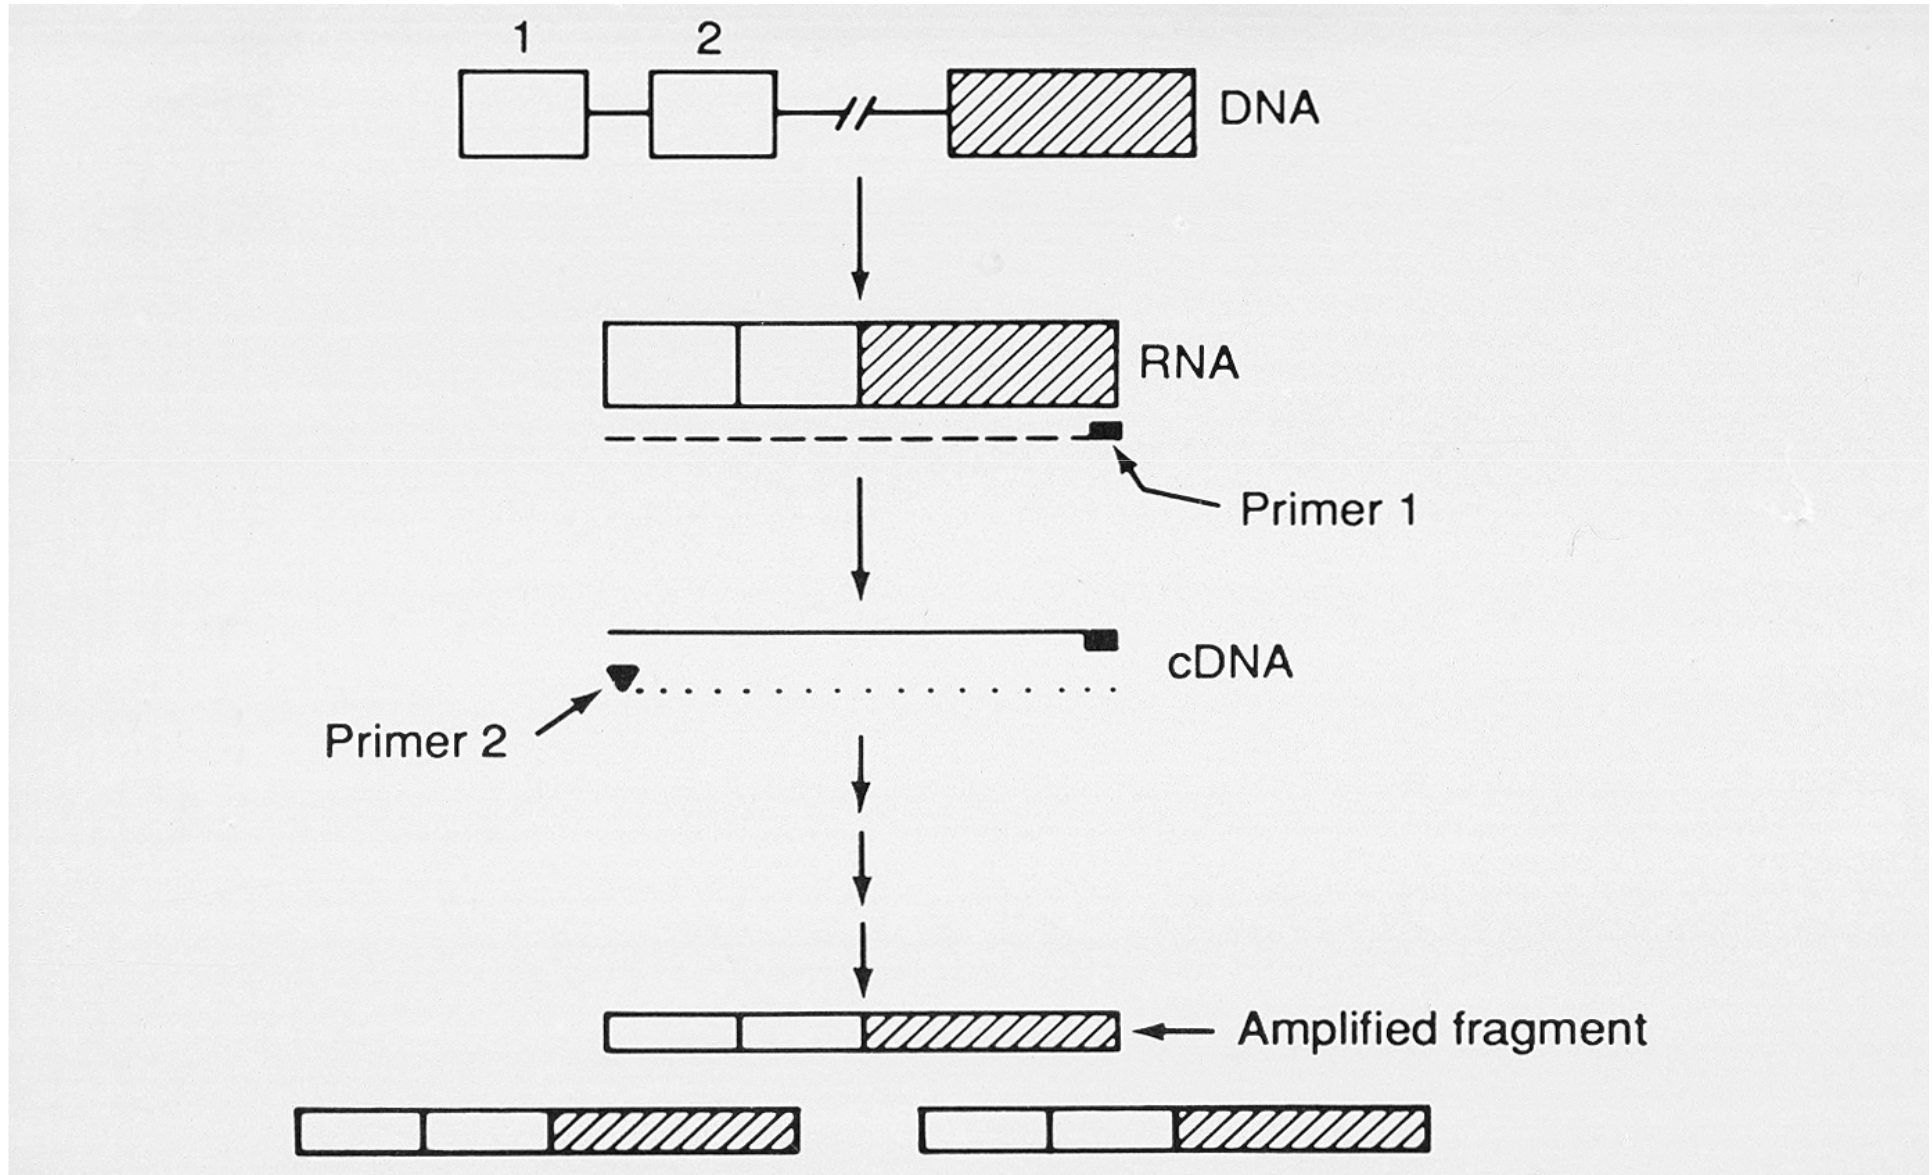 1
2
DNA
RNA
Primer 1
cDNA
Primer 2
Amplified fragment